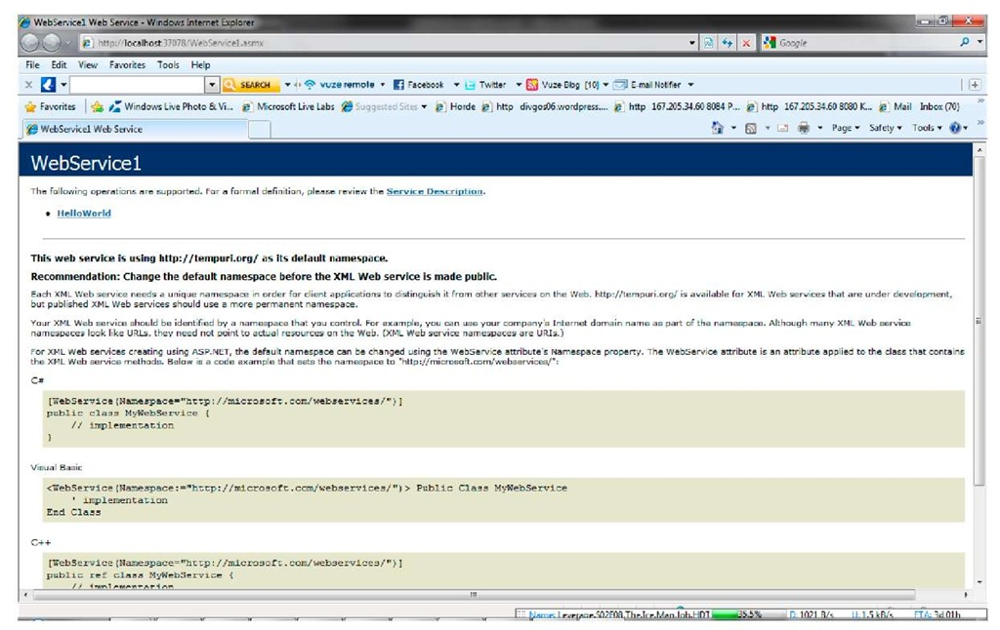 WebService1 Web Service - Windows Internet Explorer
http://localhost:37078/WebService1.asmx
Google
File Edit View Favorites Tools Help
SEARCH vuze remote Facebook Twitter Vuze Blog [10] E-mail Notifier
Favorites Windows Live Photo & Vi... Microsoft Live Labs Suggested Sites Horde http divgos06.wordpress.... http 167.205.34.60 8084 P... http 167.205.34.60 8080 K... Mail Inbox (70)
WebService1 Web Service
Page Safety Tools
WebService1
The following operations are supported. For a formal definition, please review the Service Description.
• HelloWorld
This web service is using http://tempuri.org/ as its default namespace.
Recommendation: Change the default namespace before the XML Web service is made public.
Each XML Web service needs a unique namespace in order for client applications to distinguish it from other services on the Web. http://tempuri.org/ is available for XML Web services that are under development,
but published XML Web services should use a more permanent namespace.
Your XML Web service should be identified by a namespace that you control. For example, you can use your company's Internet domain name as part of the namespace. Although many XML Web service
namespaces look like URLs, they need not point to actual resources on the Web. (XML Web service namespaces are URIs.)
For XML Web services creating using ASP.NET, the default namespace can be changed using the WebService attribute's Namespace property. The WebService attribute is an attribute applied to the class that contains
the XML Web service methods. Below is a code example that sets the namespace to "http://microsoft.com/webservices/":
C#
[WebService(Namespace="http://microsoft.com/webservices/")]
public class MyWebService {
// implementation
}
Visual Basic
<WebService(Namespace:="http://microsoft.com/webservices/")> Public Class MyWebService
' implementation
End Class
C++
[WebService(Namespace="http://microsoft.com/webservices/")]
public ref class MyWebService {
// implementation
Name: Leverage.S02E08.The.Ice.Man.Job.HDT 35.5% D: 1021 B/s U: 1.5 kB/s ETA: 3d 01h